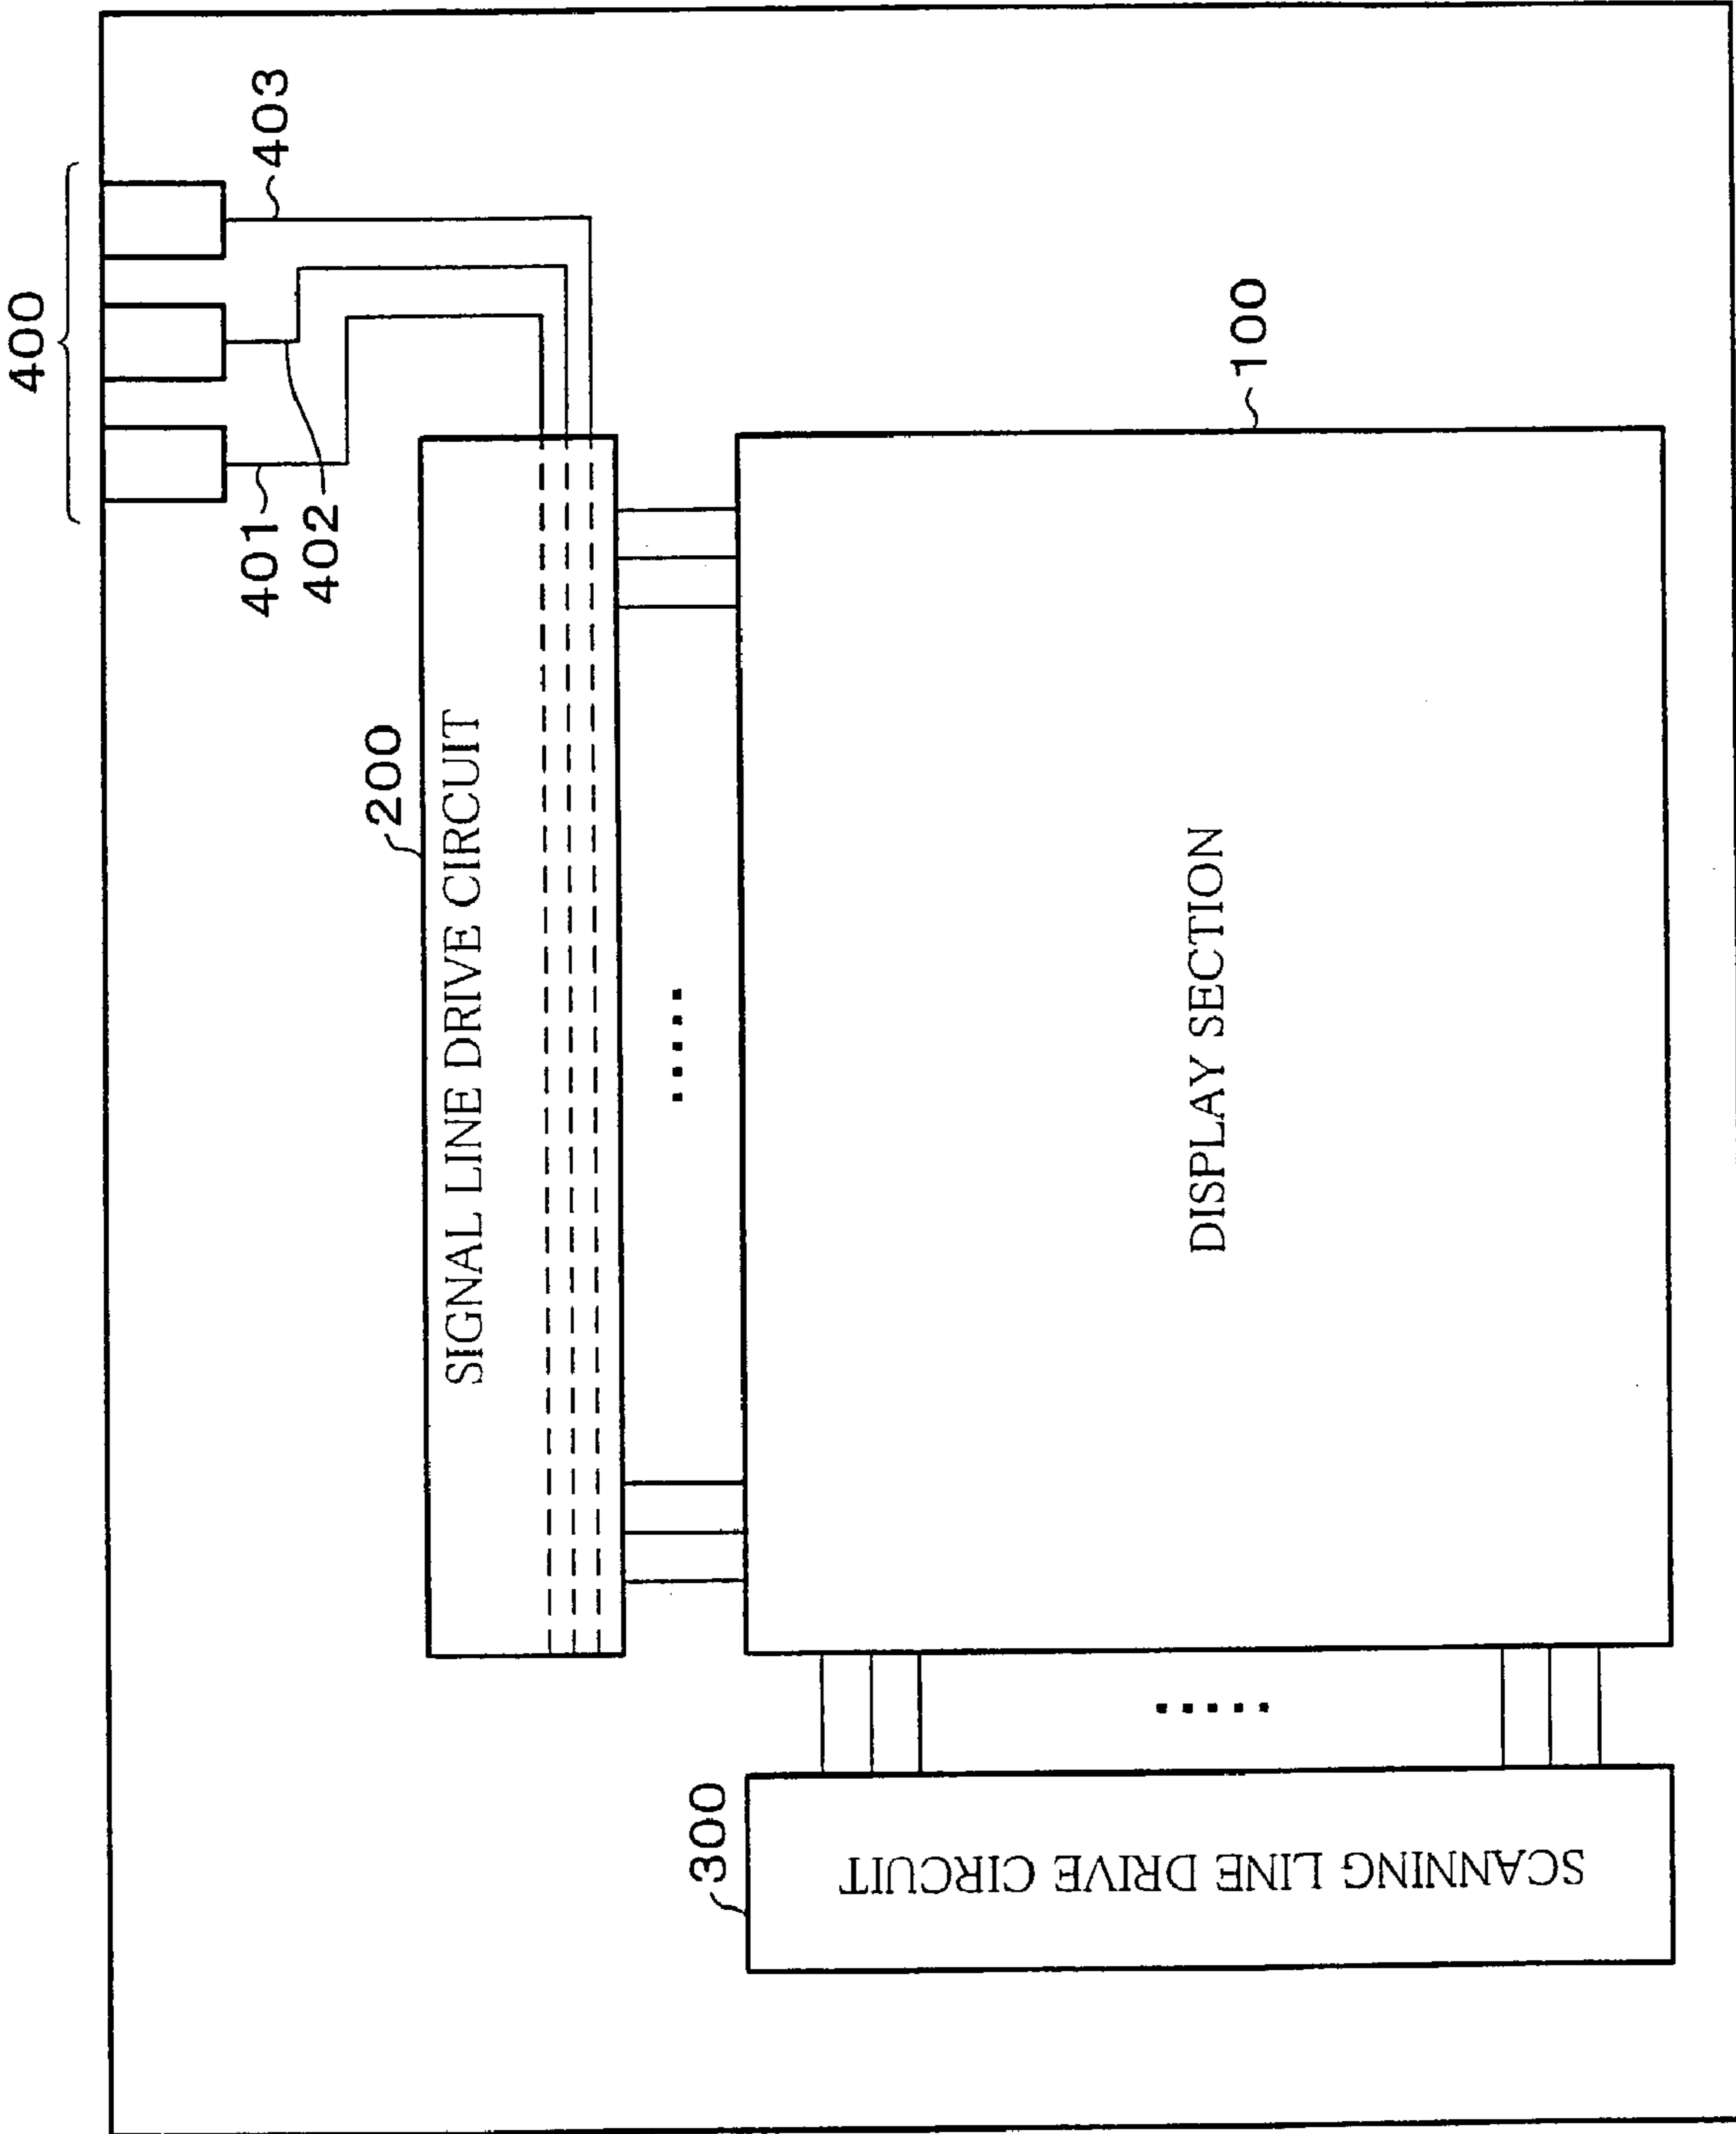 400
403
401
402
200
SIGNAL LINE DRIVE CIRCUIT
100
DISPLAY SECTION
300
SCANNING LINE DRIVE CIRCUIT